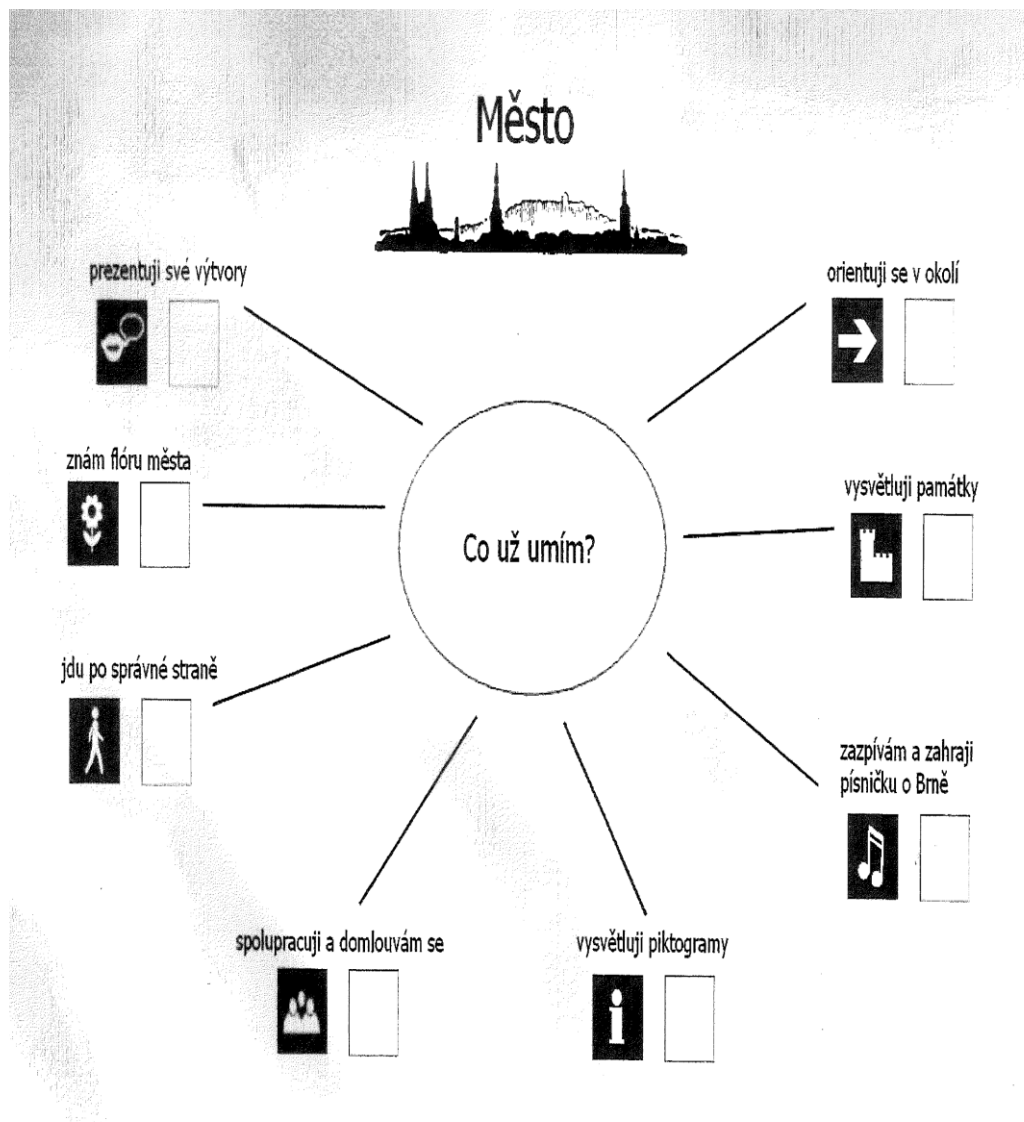 Město
prezentuji své výtvory
orientuji se v okolí
znám flóru města
vysvětluji památky
Co už umím?
jdu po správné straně
zazpívám a zahraji
písničku o Brně
spolupracuji a domlouvám se
vysvětluji piktogramy